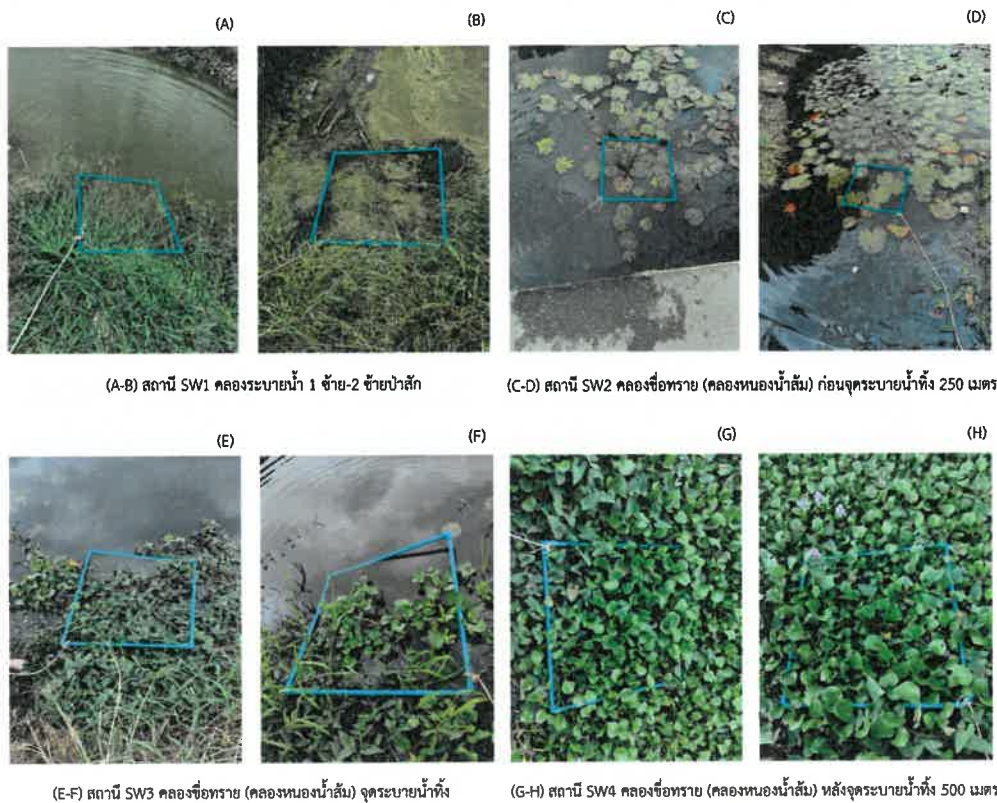 (A) (B) (C) (D)
(A-B) สถานี SW1 คลองระบายน้ำ 1 ซ้าย-2 ซ้ายป่าสัก
(C-D) สถานี SW2 คลองชื่อทราย (คลองหนองน้ำส้ม) ก่อนจุดระบายน้ำทิ้ง 250 เมตร
(E) (F) (G) (H)
(E-F) สถานี SW3 คลองชื่อทราย (คลองหนองน้ำส้ม) จุดระบายน้ำทิ้ง
(G-H) สถานี SW4 คลองชื่อทราย (คลองหนองน้ำส้ม) หลังจุดระบายน้ำทิ้ง 500 เมตร